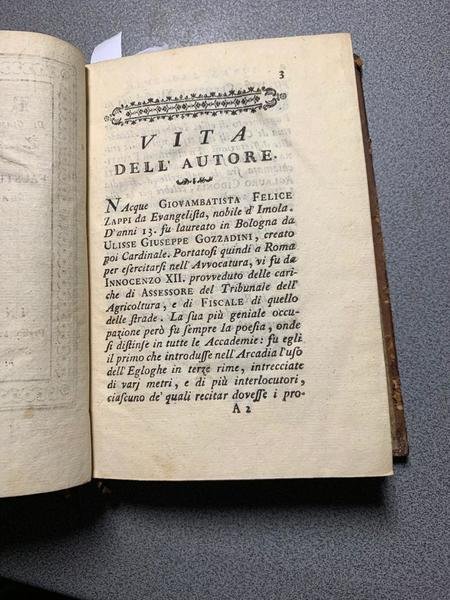 3
VITA
DELL' AUTORE.
NAcque GIOVAMBATISTA FELICE
ZAPPI da Evangelista, nobile d' Imola.
D'anni 13. fu laureato in Bologna da
ULISSE GIUSEPPE GOZZADINI, creato
poi Cardinale. Portatosi quindi a Roma
per esercitarsi nell' Avvocatura, vi fu da
INNOCENZO XII. provveduto delle cari-
che di ASSESSORE del Tribunale dell'
Agricoltura, e di FISCALE di quello
delle strade. La sua più geniale occu-
pazione però fu sempre la poesia, onde
si distinse in tutte le Accademie: fu egli
il primo che introdusse nell' Arcadia l'uso
dell' Egloghe in terze rime, intrecciate
di varj metri, e di più interlocutori,
ciascuno de' quali recitar dovesse i pro-
A 2